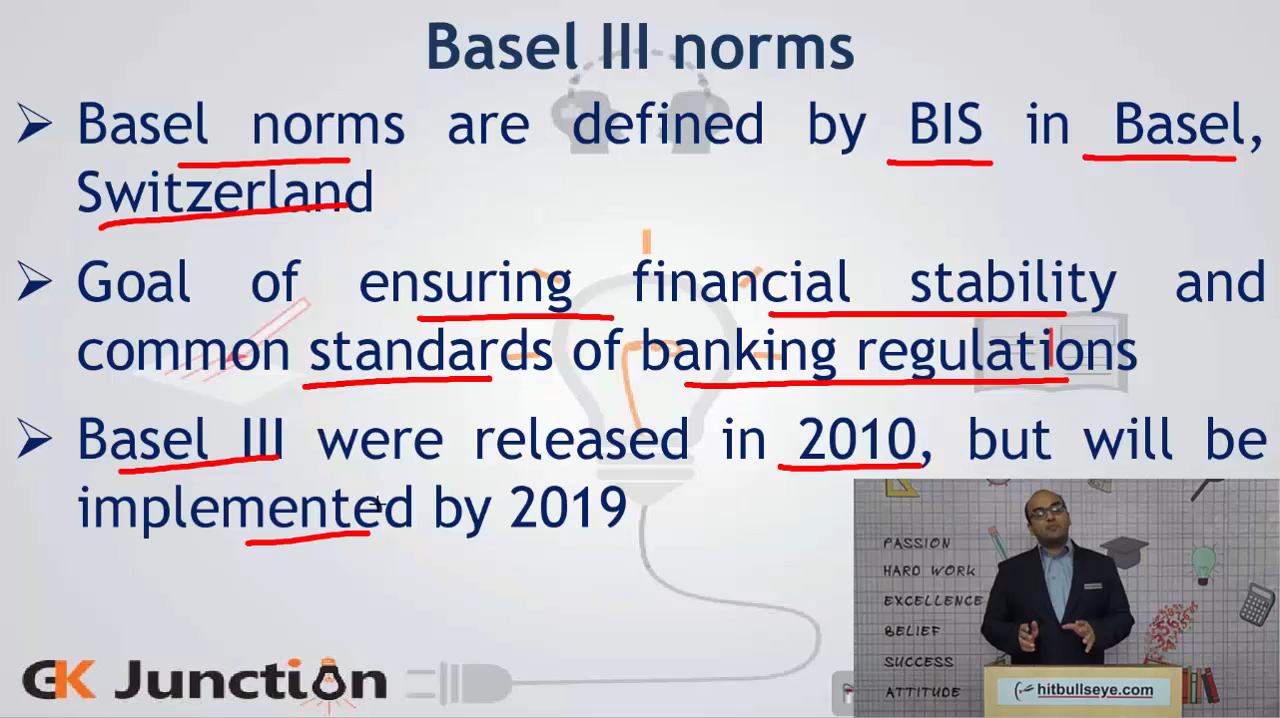 Basel III norms
➢ Basel norms are defined by BIS in Basel,
Switzerland
➢ Goal of ensuring financial stability and
common standards of banking regulations
➢ Basel III were released in 2010, but will be
implemented by 2019
PASSION
HARD WORK
EXCELLENCE
BELIEF
SUCCESS
ATTITUDE
hitbullseye.com
GK Junction